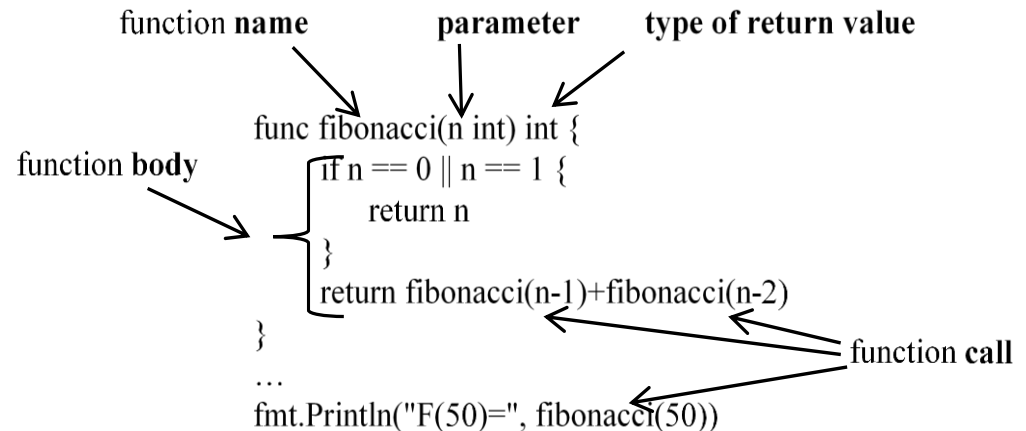 function name
parameter
type of return value
func fibonacci(n int) int {
function body
if n == 0 || n == 1 {
return n
}
return fibonacci(n-1)+fibonacci(n-2)
}
function call
…
fmt.Println("F(50)=", fibonacci(50))